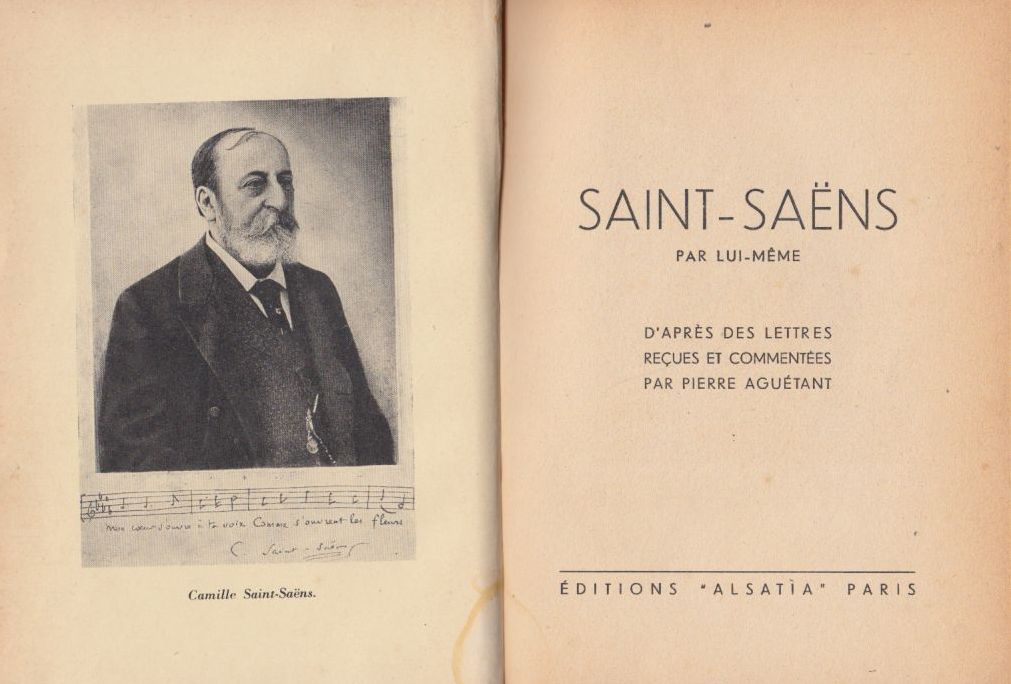 Mon cœur s'ouvre à ta voix Comme s'ouvrent les fleurs
C. Saint-Saëns
Camille Saint-Saëns.
SAINT-SAËNS
PAR LUI-MÊME
D'APRÈS DES LETTRES
REÇUES ET COMMENTÉES
PAR PIERRE AGUÉTANT
ÉDITIONS "ALSATÌA" PARIS